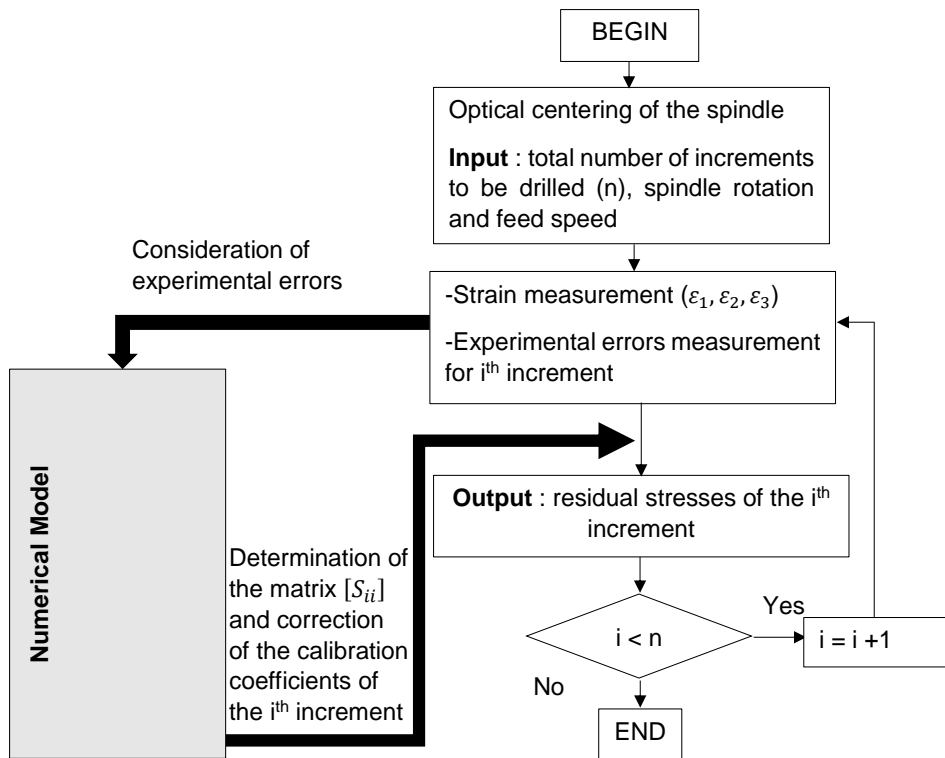 BEGIN
Optical centering of the spindle
Input : total number of increments
to be drilled (n), spindle rotation
and feed speed
Consideration of
experimental errors
-Strain measurement (ε₁, ε₂, ε₃)
-Experimental errors measurement
for iᵗʰ increment
Numerical Model
Output : residual stresses of the iᵗʰ
increment
Determination of
the matrix [Sᵢᵢ]
and correction
of the calibration
coefficients of
the iᵗʰ increment
i < n
Yes
i = i +1
No
END